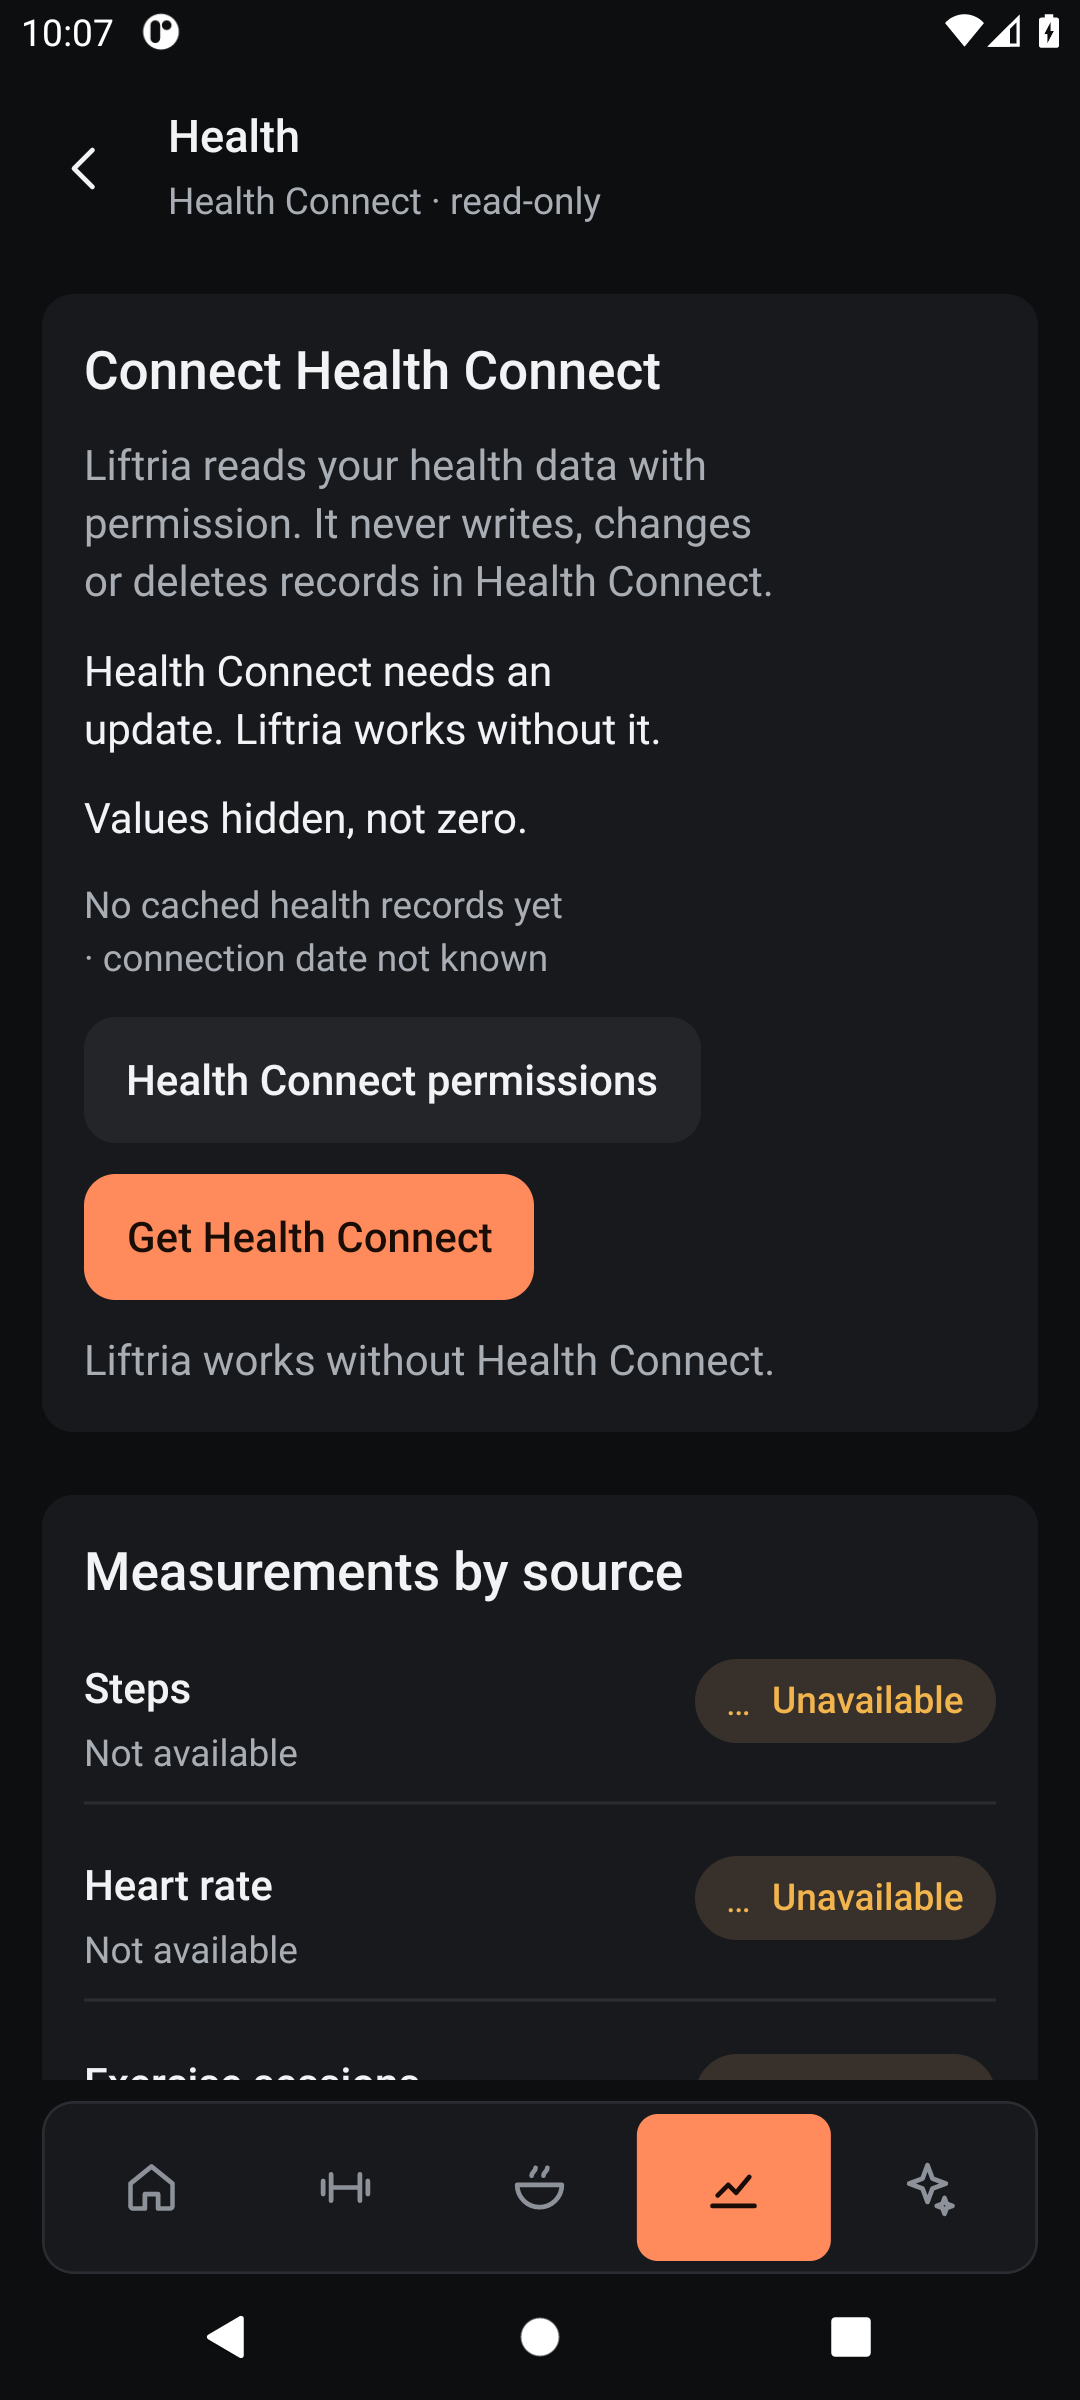 10:07
Health
Health Connect · read-only
Connect Health Connect
Liftria reads your health data with
permission. It never writes, changes
or deletes records in Health Connect.
Health Connect needs an
update. Liftria works without it.
Values hidden, not zero.
No cached health records yet
· connection date not known
Health Connect permissions
Get Health Connect
Liftria works without Health Connect.
Measurements by source
Steps
... Unavailable
Not available
Heart rate
... Unavailable
Not available
Exercise sessions